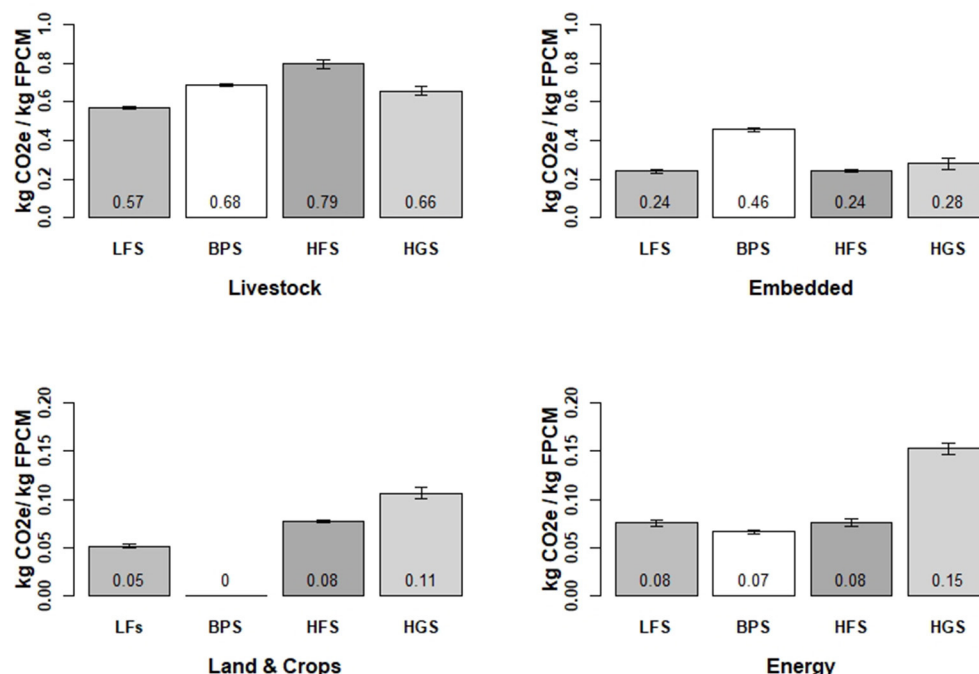 kg CO2e / kg FPCM
0.0 0.2 0.4 0.6 0.8 1.0
0.57 0.68 0.79 0.66
LFS BPS HFS HGS
Livestock
kg CO2e / kg FPCM
0.0 0.2 0.4 0.6 0.8 1.0
0.24 0.46 0.24 0.28
LFS BPS HFS HGS
Embedded
kg CO2e/ kg FPCM
0.00 0.05 0.10 0.15 0.20
0.05 0 0.08 0.11
LFs BPS HFS HGS
Land & Crops
kg CO2e / kg FPCM
0.00 0.05 0.10 0.15 0.20
0.08 0.07 0.08 0.15
LFS BPS HFS HGS
Energy